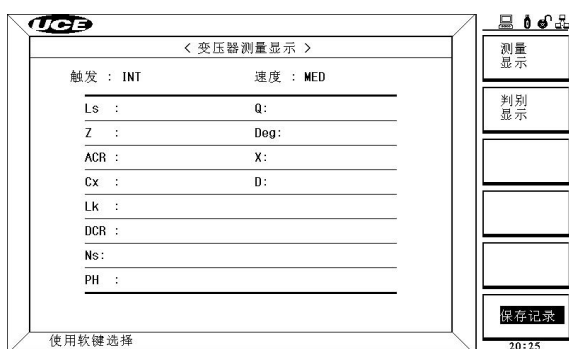 UCE
< 变压器测量显示 >
触发 : INT 速度 : MED
Ls : Q:
Z : Deg:
ACR : X:
Cx : D:
Lk :
DCR :
Ns:
PH :
使用软键选择
测量
显示
判别
显示
保存记录
20:25